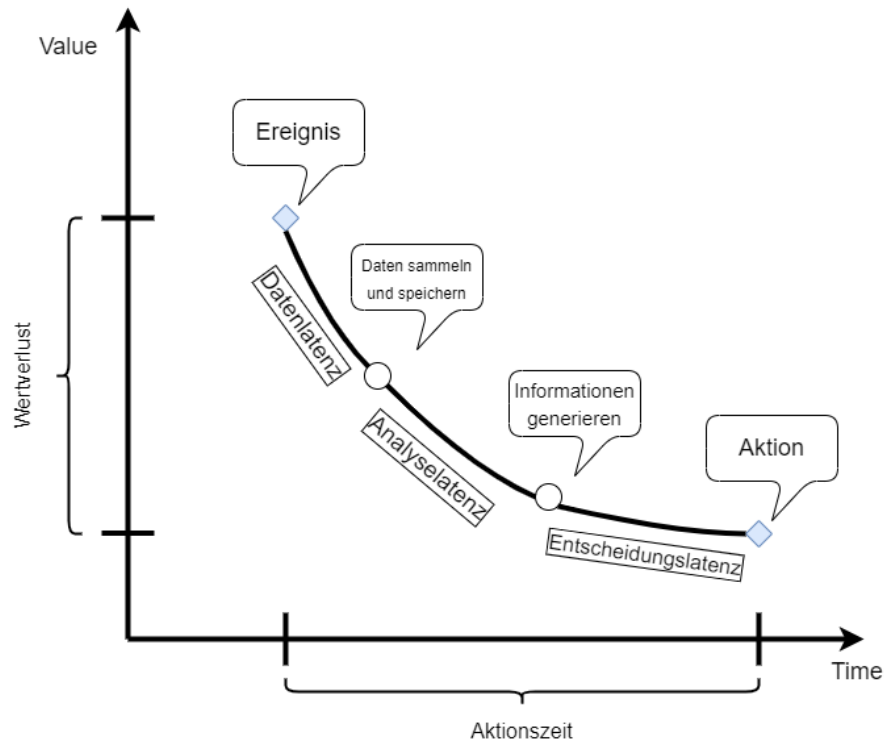 Value
Ereignis
Daten sammeln
und speichern
Datenlatenz
Wertverlust
Informationen
generieren
Analyselatenz
Aktion
Entscheidungslatenz
Time
Aktionszeit